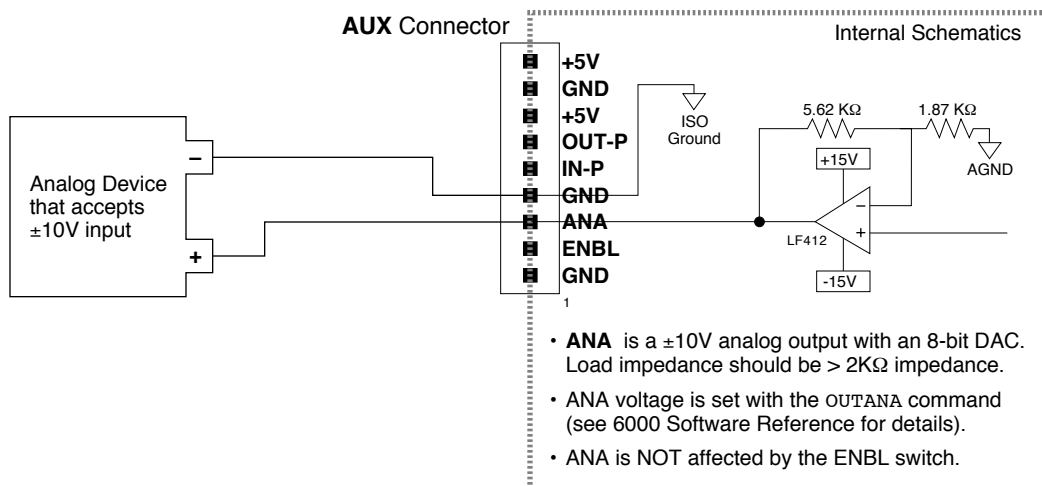 AUX Connector
Internal Schematics
+5V
GND
+5V
OUT-P
IN-P
GND
ANA
ENBL
GND
1
ISO
Ground
5.62 KΩ
1.87 KΩ
AGND
+15V
–
+
LF412
-15V
Analog Device
that accepts
±10V input
–
+
• ANA is a ±10V analog output with an 8-bit DAC.
Load impedance should be > 2KΩ impedance.
• ANA voltage is set with the OUTANA command
(see 6000 Software Reference for details).
• ANA is NOT affected by the ENBL switch.